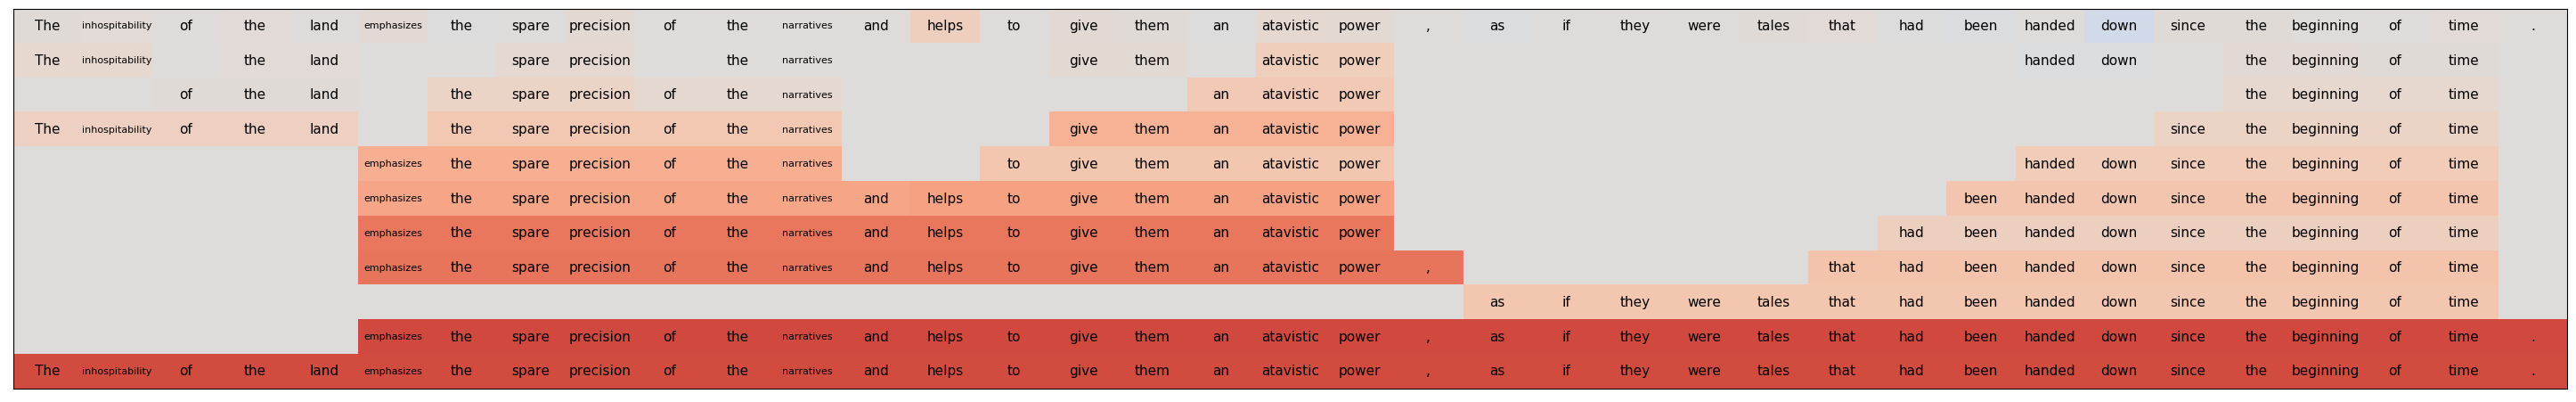 The inhospitability of the land emphasizes the spare precision of the narratives and helps to give them an atavistic power , as if they were tales that had been handed down since the beginning of time .
The inhospitability the land spare precision the narratives give them atavistic power handed down the beginning of time
of the land the spare precision of the narratives an atavistic power the beginning of time
The inhospitability of the land the spare precision of the narratives give them an atavistic power since the beginning of time
emphasizes the spare precision of the narratives to give them an atavistic power handed down since the beginning of time
emphasizes the spare precision of the narratives and helps to give them an atavistic power been handed down since the beginning of time
emphasizes the spare precision of the narratives and helps to give them an atavistic power had been handed down since the beginning of time
emphasizes the spare precision of the narratives and helps to give them an atavistic power , that had been handed down since the beginning of time
as if they were tales that had been handed down since the beginning of time
emphasizes the spare precision of the narratives and helps to give them an atavistic power , as if they were tales that had been handed down since the beginning of time .
The inhospitability of the land emphasizes the spare precision of the narratives and helps to give them an atavistic power , as if they were tales that had been handed down since the beginning of time .